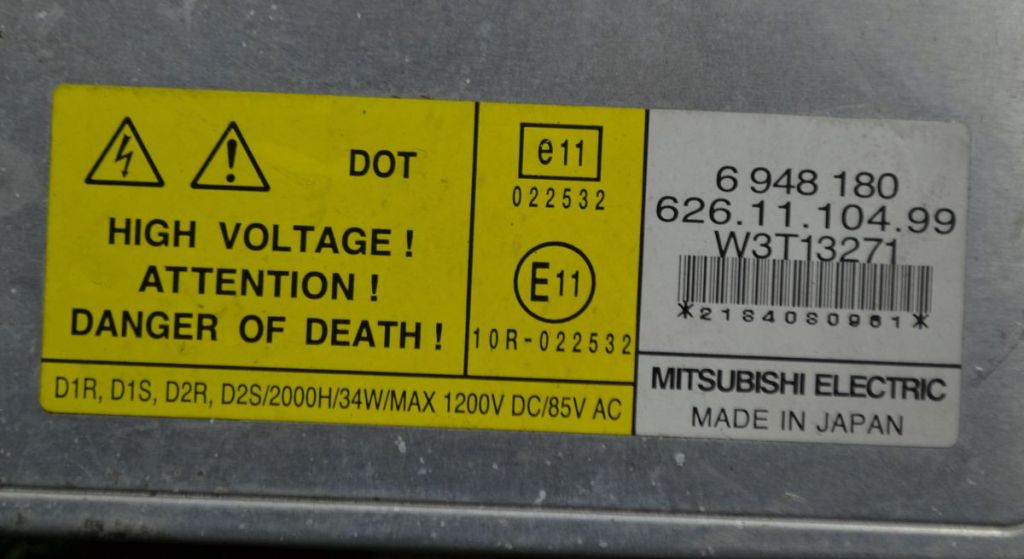 DOT
HIGH VOLTAGE !
ATTENTION !
DANGER OF DEATH !
D1R, D1S, D2R, D2S/2000H/34W/MAX 1200V DC/85V AC
e11
022532
E11
10R-022532
6 948 180
626.11.104.99
W3T13271
*2184080961*
MITSUBISHI ELECTRIC
MADE IN JAPAN